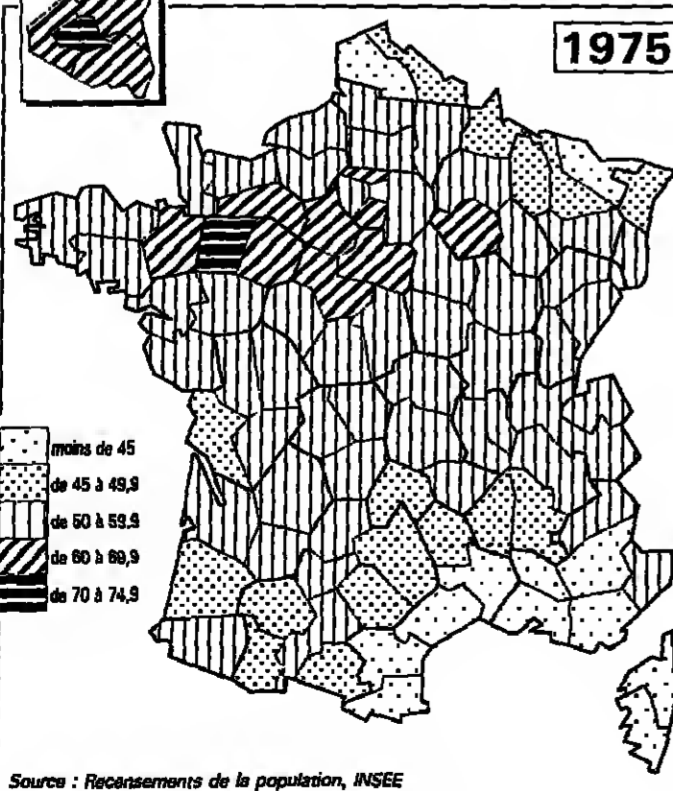 1975
moins de 45
de 45 à 49,9
de 50 à 59,9
de 60 à 69,9
de 70 à 74,9
Source : Recensements de la population, INSEE